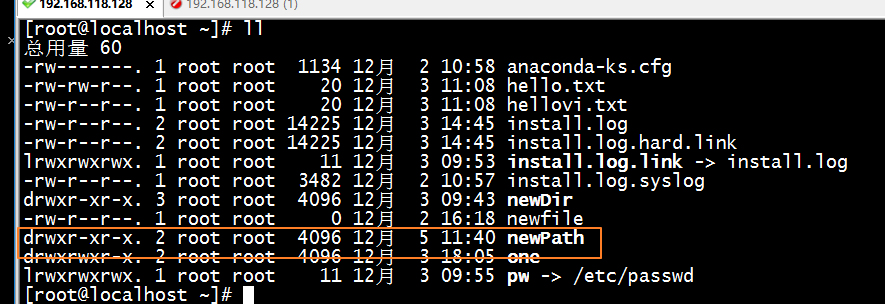 192.168.118.128 × 192.168.118.128 (1)
[root@localhost ~]# ll
总用量 60
-rw-------. 1 root root 1134 12月 2 10:58 anaconda-ks.cfg
-rw-rw-r--. 1 root root 20 12月 3 11:08 hello.txt
-rw-r--r--. 1 root root 20 12月 3 11:08 hellovi.txt
-rw-r--r--. 2 root root 14225 12月 3 14:45 install.log
-rw-r--r--. 2 root root 14225 12月 3 14:45 install.log.hard.link
lrwxrwxrwx. 1 root root 11 12月 3 09:53 install.log.link -> install.log
-rw-r--r--. 1 root root 3482 12月 2 10:57 install.log.syslog
drwxr-xr-x. 3 root root 4096 12月 3 09:43 newDir
-rw-r--r--. 1 root root 0 12月 2 16:18 newfile
drwxr-xr-x. 2 root root 4096 12月 5 11:40 newPath
drwxr-xr-x. 2 root root 4096 12月 3 18:05 one
lrwxrwxrwx. 1 root root 11 12月 3 09:55 pw -> /etc/passwd
[root@localhost ~]#